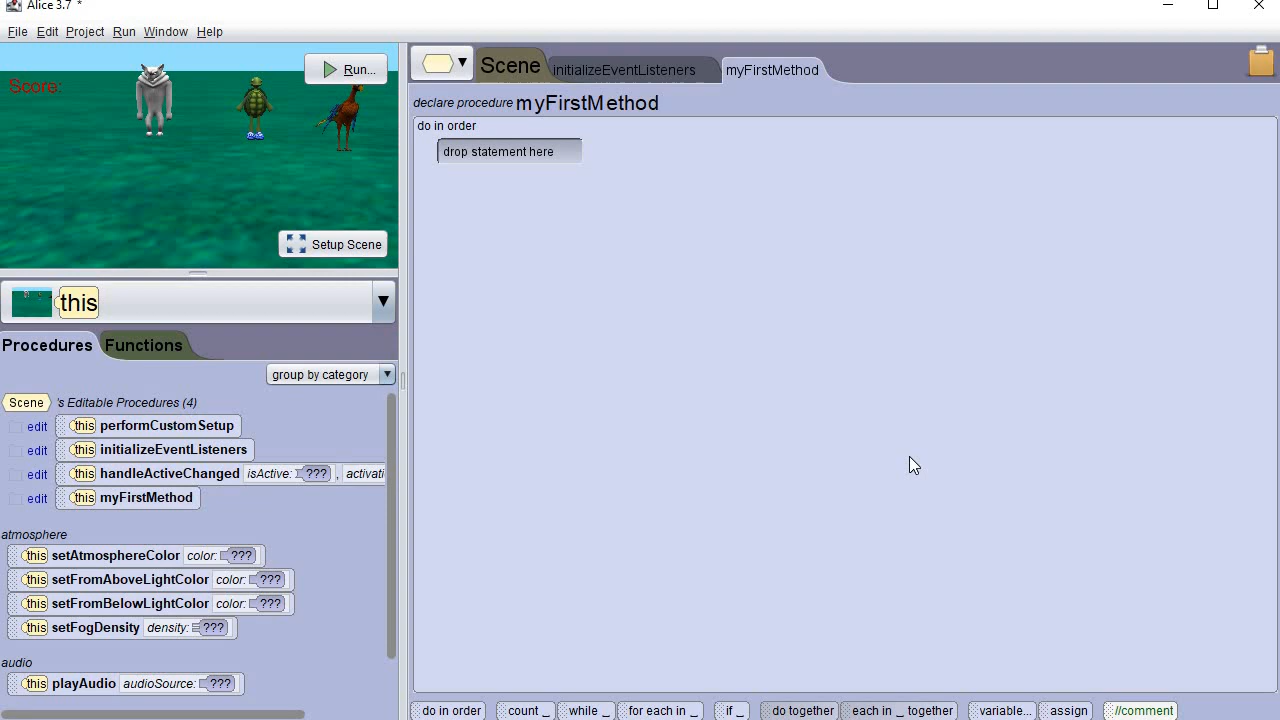 Alice 3.7 *
File Edit Project Run Window Help
Score:
Run...
Setup Scene
this
Procedures Functions
group by category
Scene 's Editable Procedures (4)
edit this performCustomSetup
edit this initializeEventListeners
edit this handleActiveChanged isActive: ??? , activati
edit this myFirstMethod
atmosphere
this setAtmosphereColor color: ???
this setFromAboveLightColor color: ???
this setFromBelowLightColor color: ???
this setFogDensity density: ???
audio
this playAudio audioSource: ???
Scene initializeEventListeners myFirstMethod
declare procedure myFirstMethod
do in order
drop statement here
do in order count _ while _ for each in _ if _ do together each in _ together variable... assign //comment